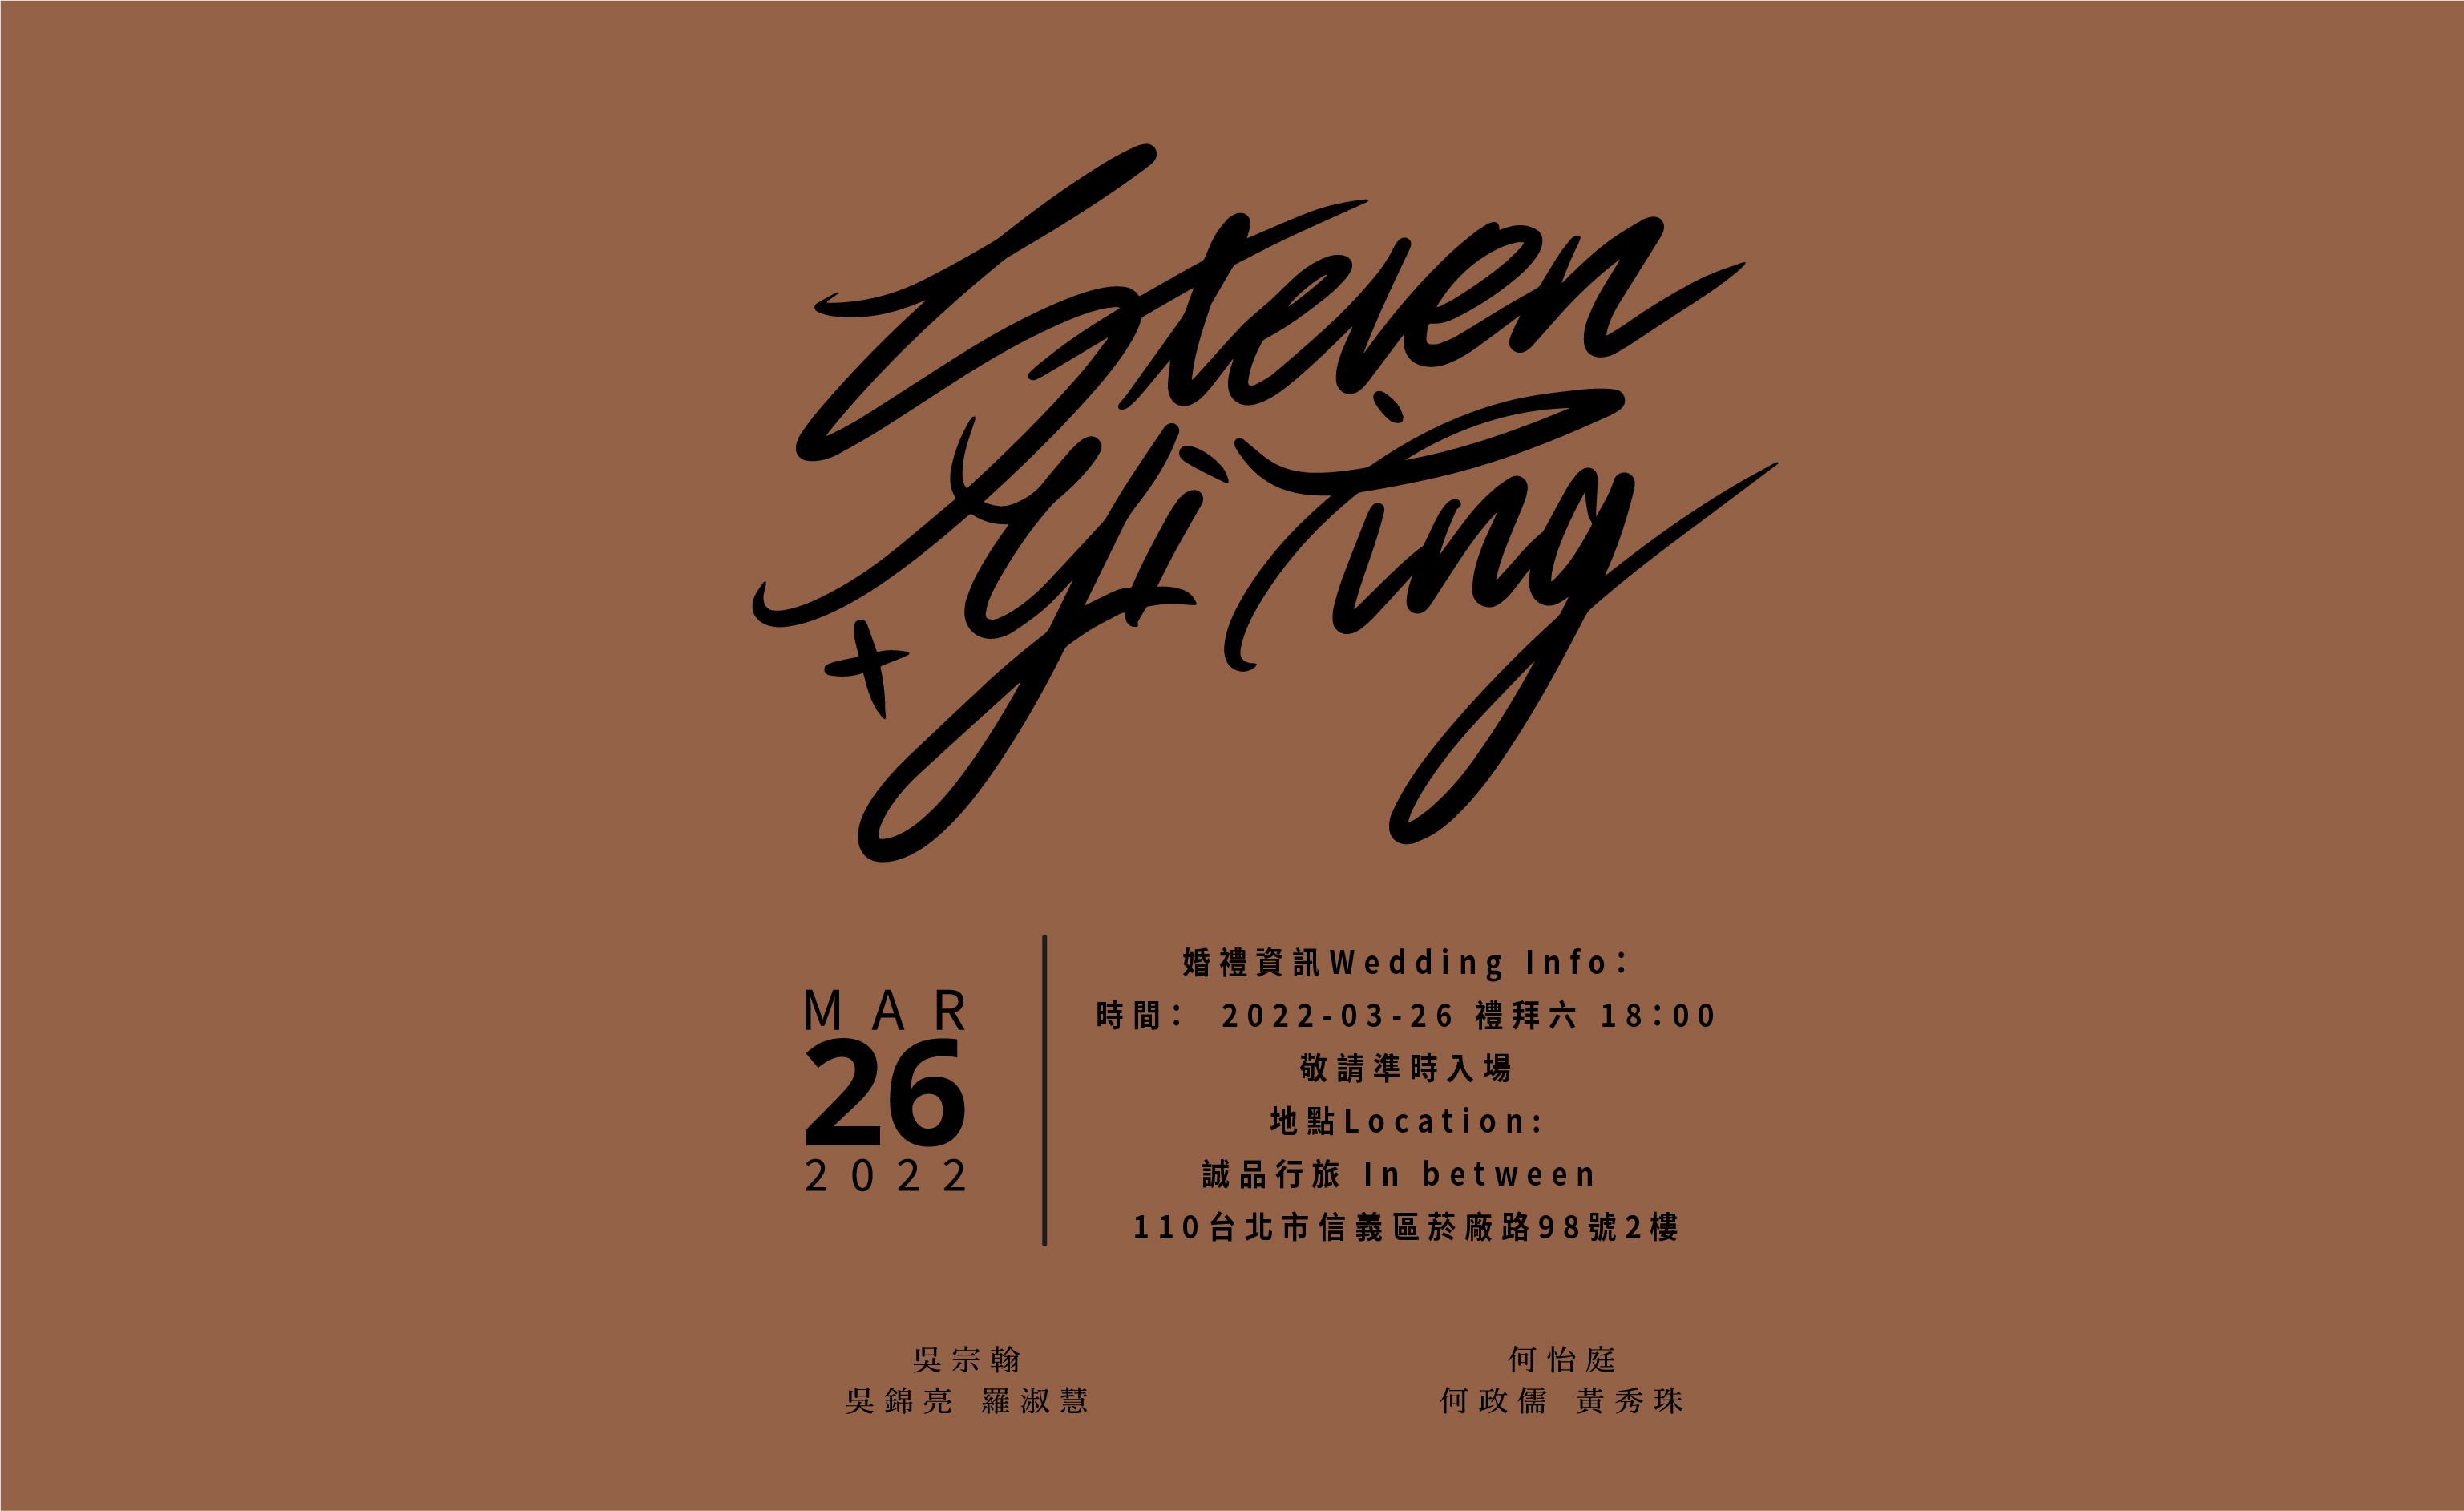 Steven
+ Yi Ting
MAR
26
2022
婚禮資訊Wedding Info：
時間： 2022-03-26 禮拜六 18：00
敬請準時入場
地點Location:
誠品行旅 In between
110台北市信義區菸廠路98號2樓
吳宗翰
吳錦亮 羅淑慧
何怡庭
何政儒 黃秀珠